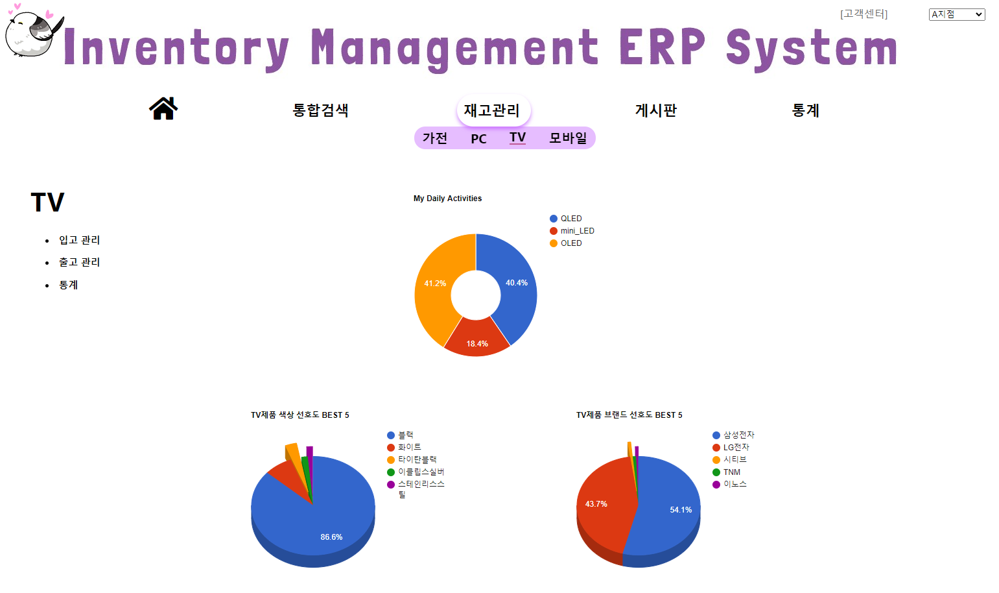 [고객센터]
A지점
Inventory Management ERP System
통합검색
재고관리
게시판
통계
가전
PC
TV
모바일
TV
입고 관리
출고 관리
통계
My Daily Activities
QLED
mini_LED
OLED
41.2%
40.4%
18.4%
TV제품 색상 선호도 BEST 5
블랙
화이트
타이탄블랙
이클립스실버
스테인리스스
틸
86.6%
TV제품 브랜드 선호도 BEST 5
삼성전자
LG전자
시티브
TNM
이노스
43.7%
54.1%